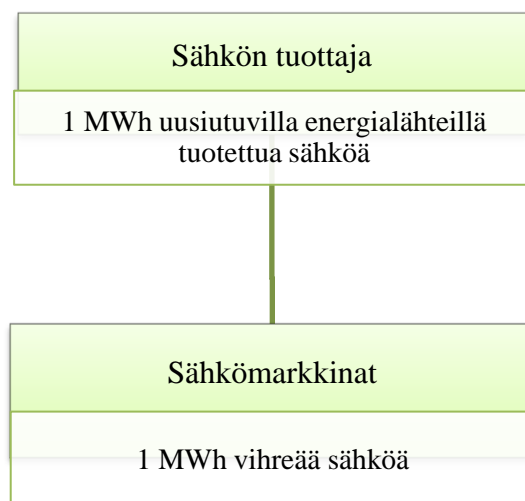 Sähkön tuottaja
1 MWh uusiutuvilla energialähteillä
tuotettua sähköä
Sähkömarkkinat
1 MWh vihreää sähköä